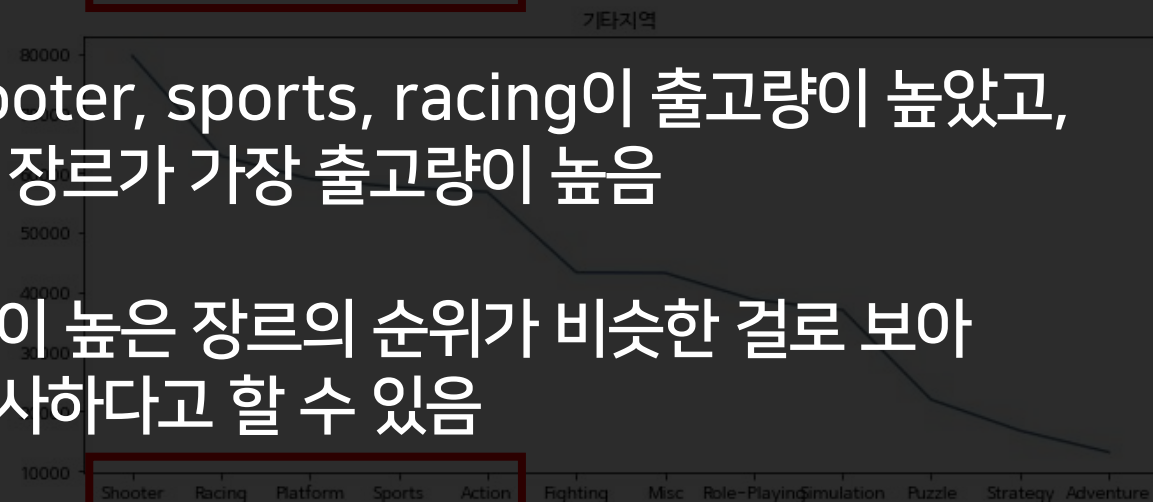 기타지역
80000
ooter, sports, racing이 출고량이 높았고,
장르가 가장 출고량이 높음
50000
40000
이 높은 장르의 순위가 비슷한 걸로 보아
30000
사하다고 할 수 있음
10000
Shooter Racing Platform Sports Action Fighting Misc Role-Playing Simulation Puzzle Strategy Adventure